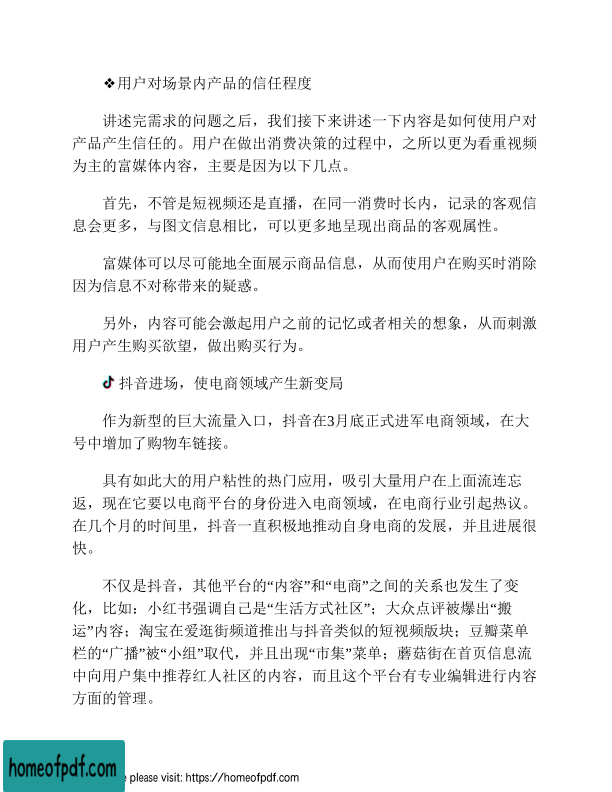 ❖用户对场景内产品的信任程度
讲述完需求的问题之后，我们接下来讲述一下内容是如何使用户对
产品产生信任的。用户在做出消费决策的过程中，之所以更为看重视频
为主的富媒体内容，主要是因为以下几点。
首先，不管是短视频还是直播，在同一消费时长内，记录的客观信
息会更多，与图文信息相比，可以更多地呈现出商品的客观属性。
富媒体可以尽可能地全面展示商品信息，从而使用户在购买时消除
因为信息不对称带来的疑惑。
另外，内容可能会激起用户之前的记忆或者相关的想象，从而刺激
用户产生购买欲望，做出购买行为。
抖音进场，使电商领域产生新变局
作为新型的巨大流量入口，抖音在3月底正式进军电商领域，在大
号中增加了购物车链接。
具有如此大的用户粘性的热门应用，吸引大量用户在上面流连忘
返，现在它要以电商平台的身份进入电商领域，在电商行业引起热议。
在几个月的时间里，抖音一直积极地推动自身电商的发展，并且进展很
快。
不仅是抖音，其他平台的“内容”和“电商”之间的关系也发生了变
化，比如：小红书强调自己是“生活方式社区”；大众点评被爆出“搬
运”内容；淘宝在爱逛街频道推出与抖音类似的短视频版块；豆瓣菜单
栏的“广播”被“小组”取代，并且出现“市集”菜单；蘑菇街在首页信息流
中向用户集中推荐红人社区的内容，而且这个平台有专业编辑进行内容
方面的管理。
homeofpdf.com
e please visit: https://homeofpdf.com